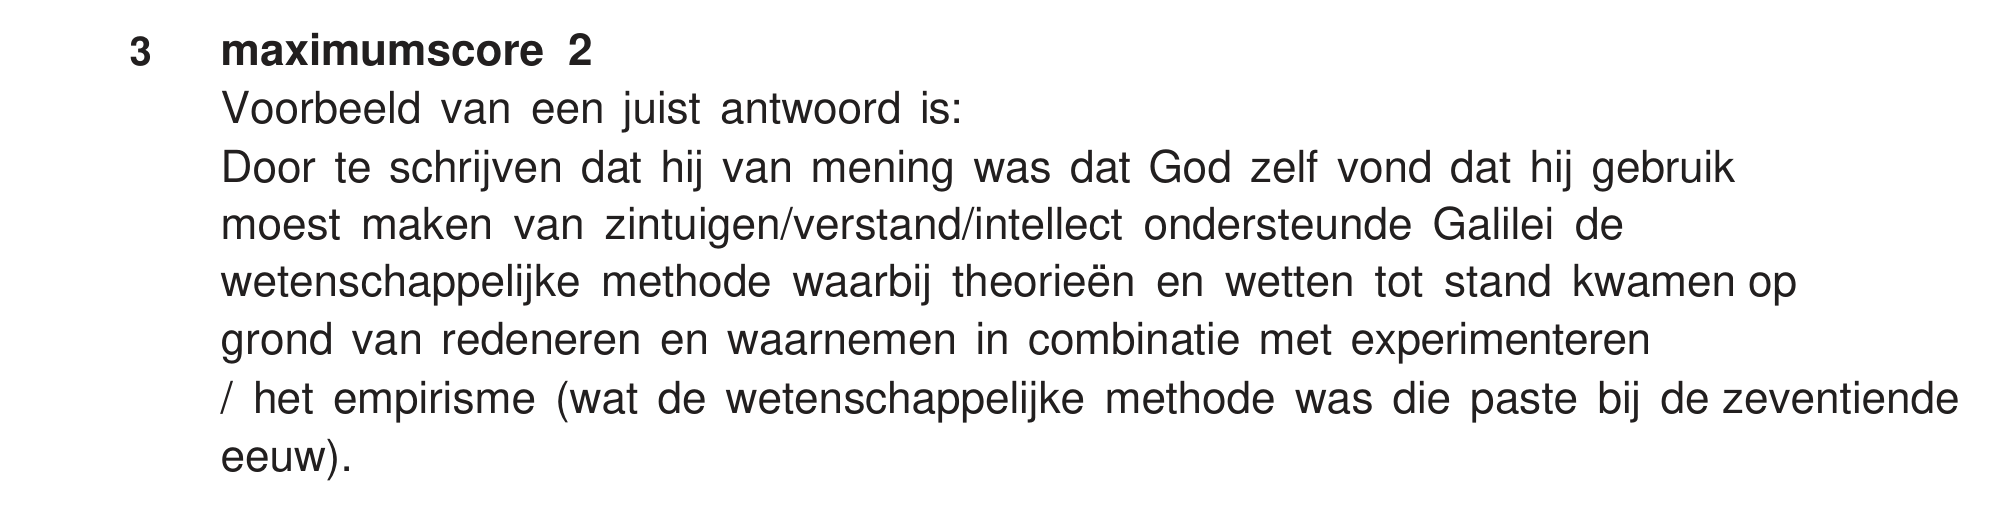 3 maximumscore 2
Voorbeeld van een juist antwoord is:
Door te schrijven dat hij van mening was dat God zelf vond dat hij gebruik
moest maken van zintuigen/verstand/intellect ondersteunde Galilei de
wetenschappelijke methode waarbij theorieën en wetten tot stand kwamen op
grond van redeneren en waarnemen in combinatie met experimenteren
/ het empirisme (wat de wetenschappelijke methode was die paste bij de zeventiende
eeuw).